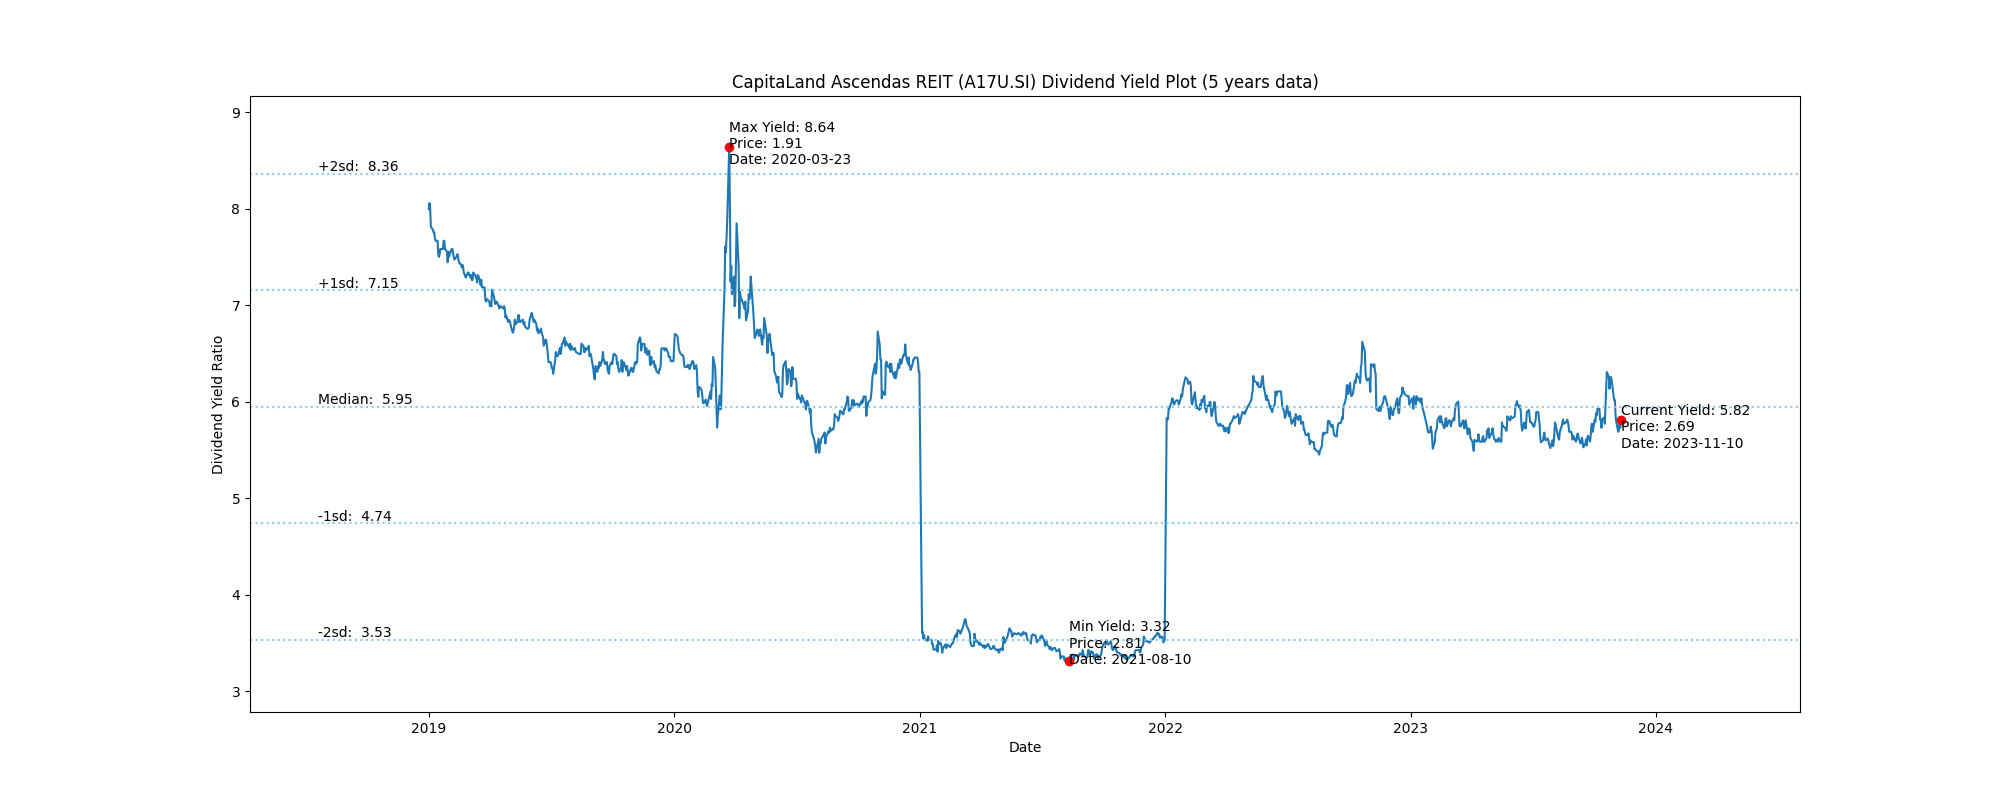 CapitaLand Ascendas REIT (A17U.SI) Dividend Yield Plot (5 years data)
Dividend Yield Ratio
9
8
7
6
5
4
3
+2sd: 8.36
+1sd: 7.15
Median: 5.95
-1sd: 4.74
-2sd: 3.53
Max Yield: 8.64
Price: 1.91
Date: 2020-03-23
Min Yield: 3.32
Price: 2.81
Date: 2021-08-10
Current Yield: 5.82
Price: 2.69
Date: 2023-11-10
2019
2020
2021
2022
2023
2024
Date